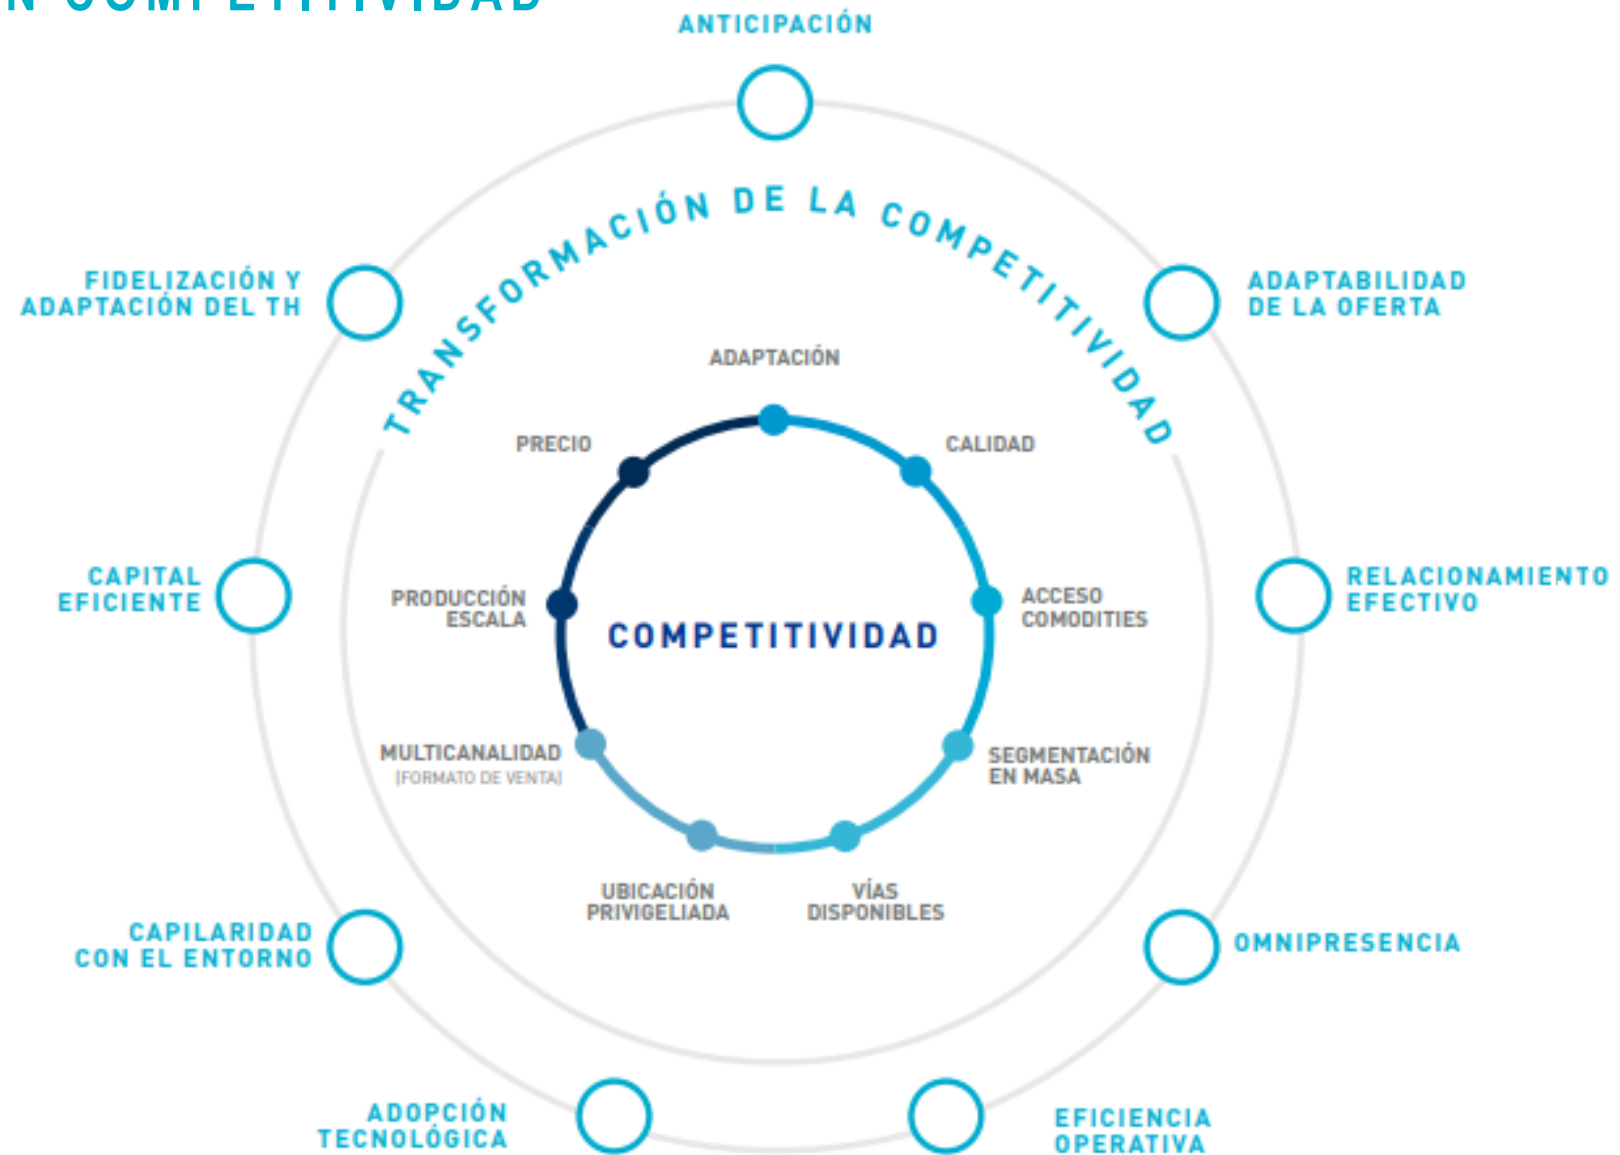 N COMPETITIVIDAD
ANTICIPACIÓN
TRANSFORMACIÓN DE LA COMPETITIVIDAD
FIDELIZACIÓN Y
ADAPTACIÓN DEL TH
ADAPTABILIDAD
DE LA OFERTA
ADAPTACIÓN
PRECIO
CALIDAD
CAPITAL
EFICIENTE
PRODUCCIÓN
ESCALA
COMPETITIVIDAD
ACCESO
COMODITIES
RELACIONAMIENTO
EFECTIVO
MULTICANALIDAD
(FORMATO DE VENTA)
SEGMENTACIÓN
EN MASA
UBICACIÓN
PRIVIGELIADA
VÍAS
DISPONIBLES
CAPILARIDAD
CON EL ENTORNO
OMNIPRESENCIA
ADOPCIÓN
TECNOLÓGICA
EFICIENCIA
OPERATIVA